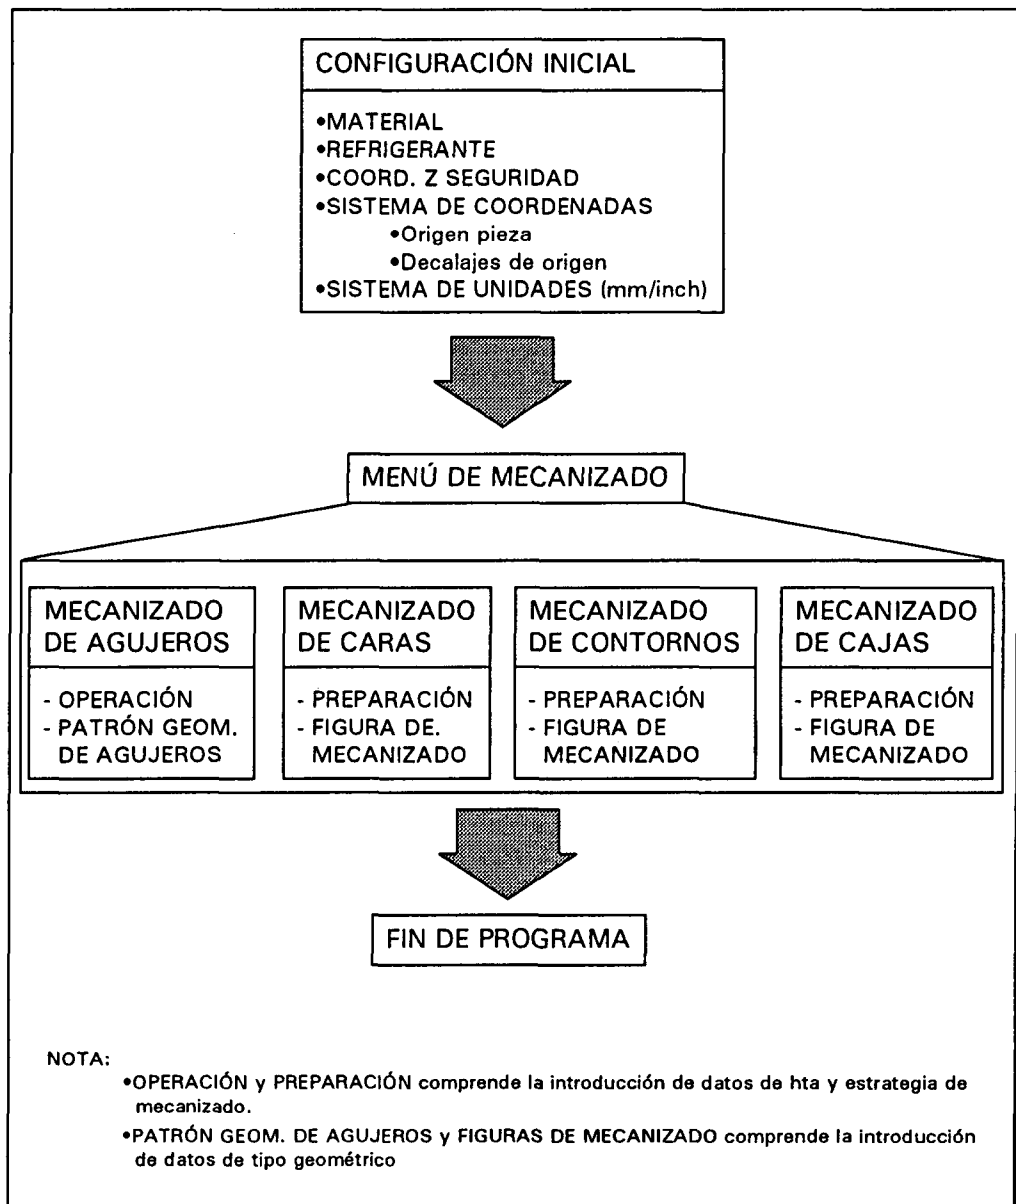 CONFIGURACIÓN INICIAL
•MATERIAL
•REFRIGERANTE
•COORD. Z SEGURIDAD
•SISTEMA DE COORDENADAS
•Origen pieza
•Decalajes de origen
•SISTEMA DE UNIDADES (mm/inch)
MENÚ DE MECANIZADO
MECANIZADO
DE AGUJEROS
- OPERACIÓN
- PATRÓN GEOM.
DE AGUJEROS
MECANIZADO
DE CARAS
- PREPARACIÓN
- FIGURA DE.
MECANIZADO
MECANIZADO
DE CONTORNOS
- PREPARACIÓN
- FIGURA DE
MECANIZADO
MECANIZADO
DE CAJAS
- PREPARACIÓN
- FIGURA DE
MECANIZADO
FIN DE PROGRAMA
NOTA:
•OPERACIÓN y PREPARACIÓN comprende la introducción de datos de hta y estrategia de
mecanizado.
•PATRÓN GEOM. DE AGUJEROS y FIGURAS DE MECANIZADO comprende la introducción
de datos de tipo geométrico